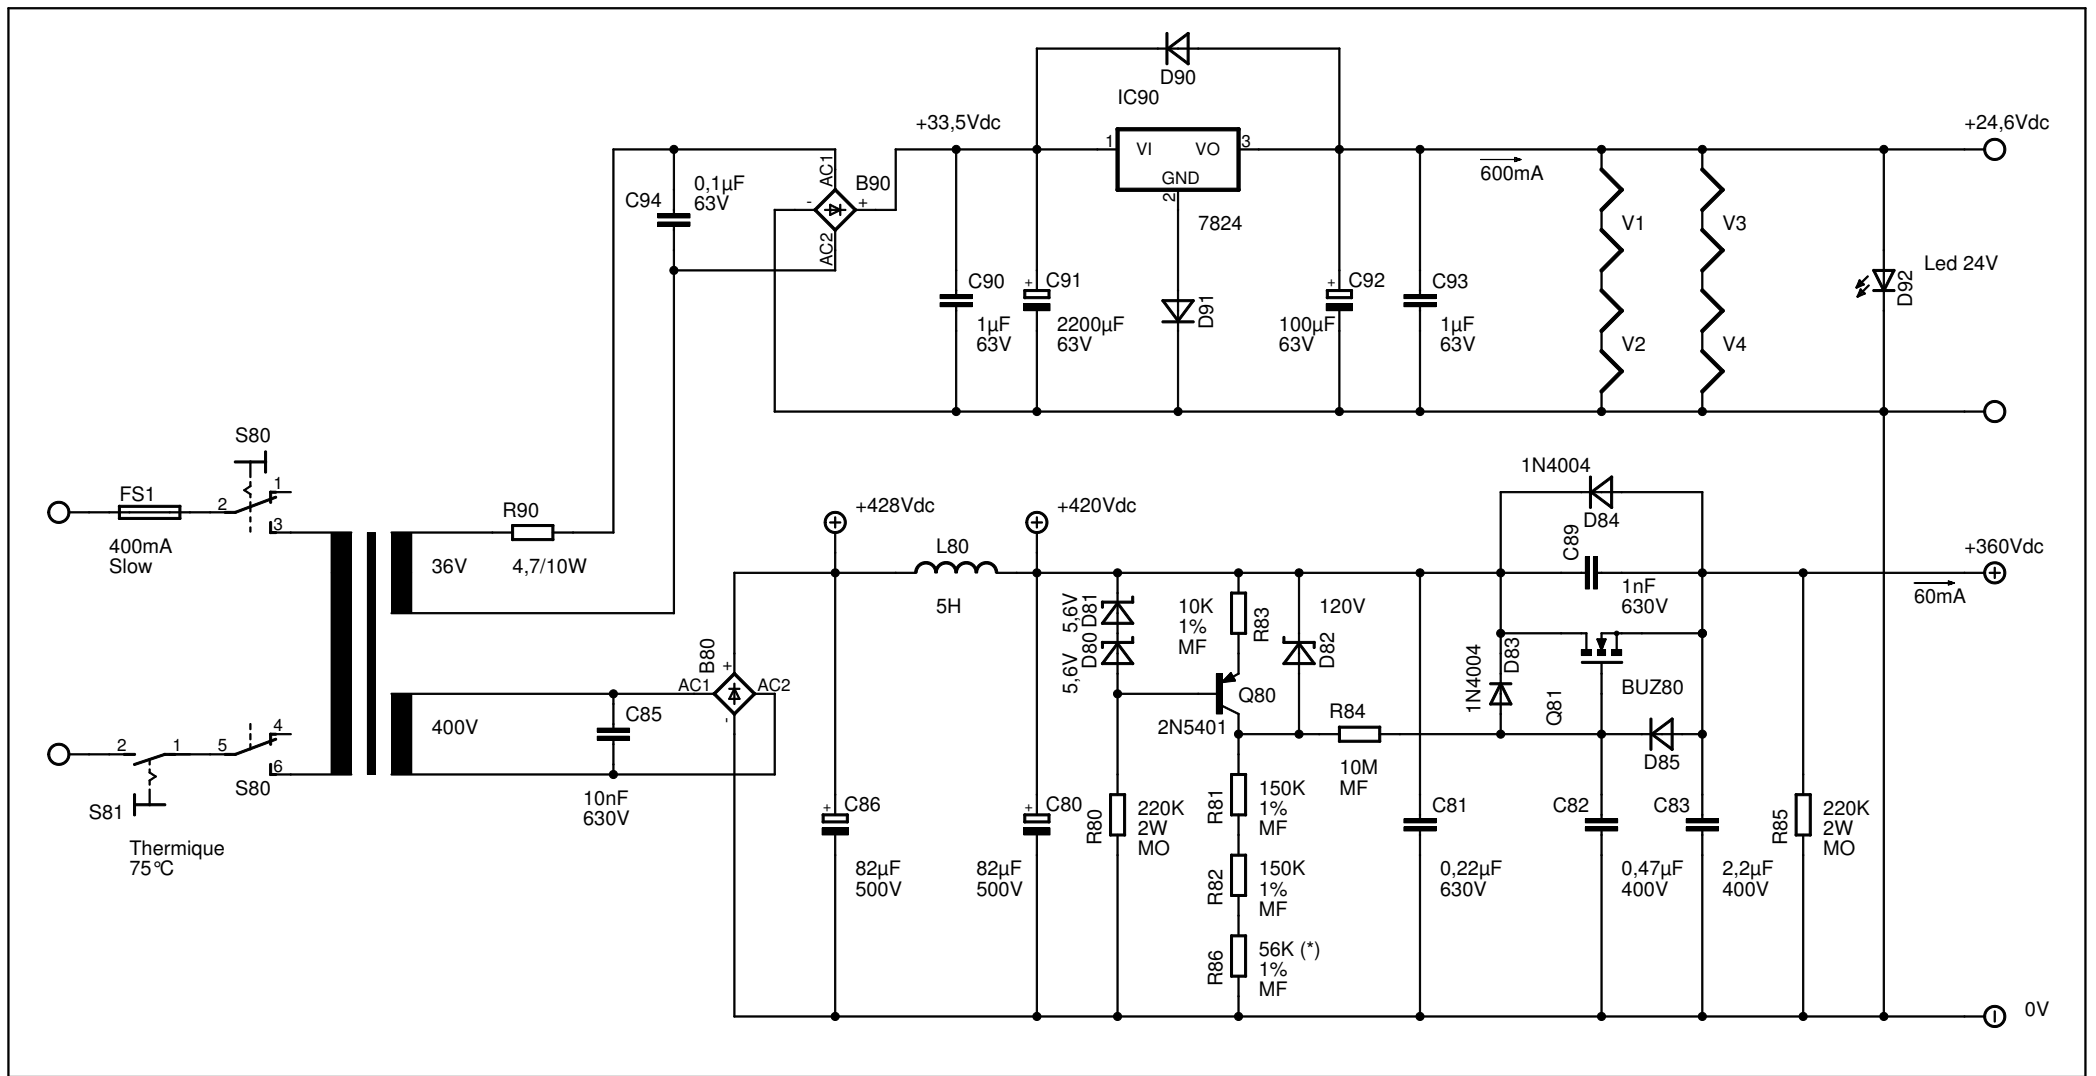 D90
IC90
+33,5Vdc
+24,6Vdc
1
VI
VO
3
GND
2
7824
600mA
0,1µF
63V
C94
AC1
B90
-
+
AC2
C90
1µF
63V
+
C91
2200µF
63V
D91
+
C92
100µF
63V
C93
1µF
63V
V1
V3
V2
V4
Led 24V
D92
S80
FS1
2
1
3
400mA
Slow
R90
4,7/10W
36V
400V
+428Vdc
+420Vdc
L80
5H
1N4004
D84
C89
1nF
630V
+360Vdc
60mA
5,6V D81
5,6V D80
10K
1%
MF
R83
120V
D82
Q80
2N5401
R84
10M
MF
1N4004
D83
Q81
BUZ80
D85
B80
+
AC1
AC2
-
C85
10nF
630V
2
1
5
4
6
S80
S81
Thermique
75°C
+
C86
82µF
500V
+
C80
82µF
500V
R80
220K
2W
MO
R81
150K
1%
MF
R82
150K
1%
MF
R86
56K (*)
1%
MF
C81
0,22µF
630V
C82
0,47µF
400V
C83
2,2µF
400V
R85
220K
2W
MO
0V